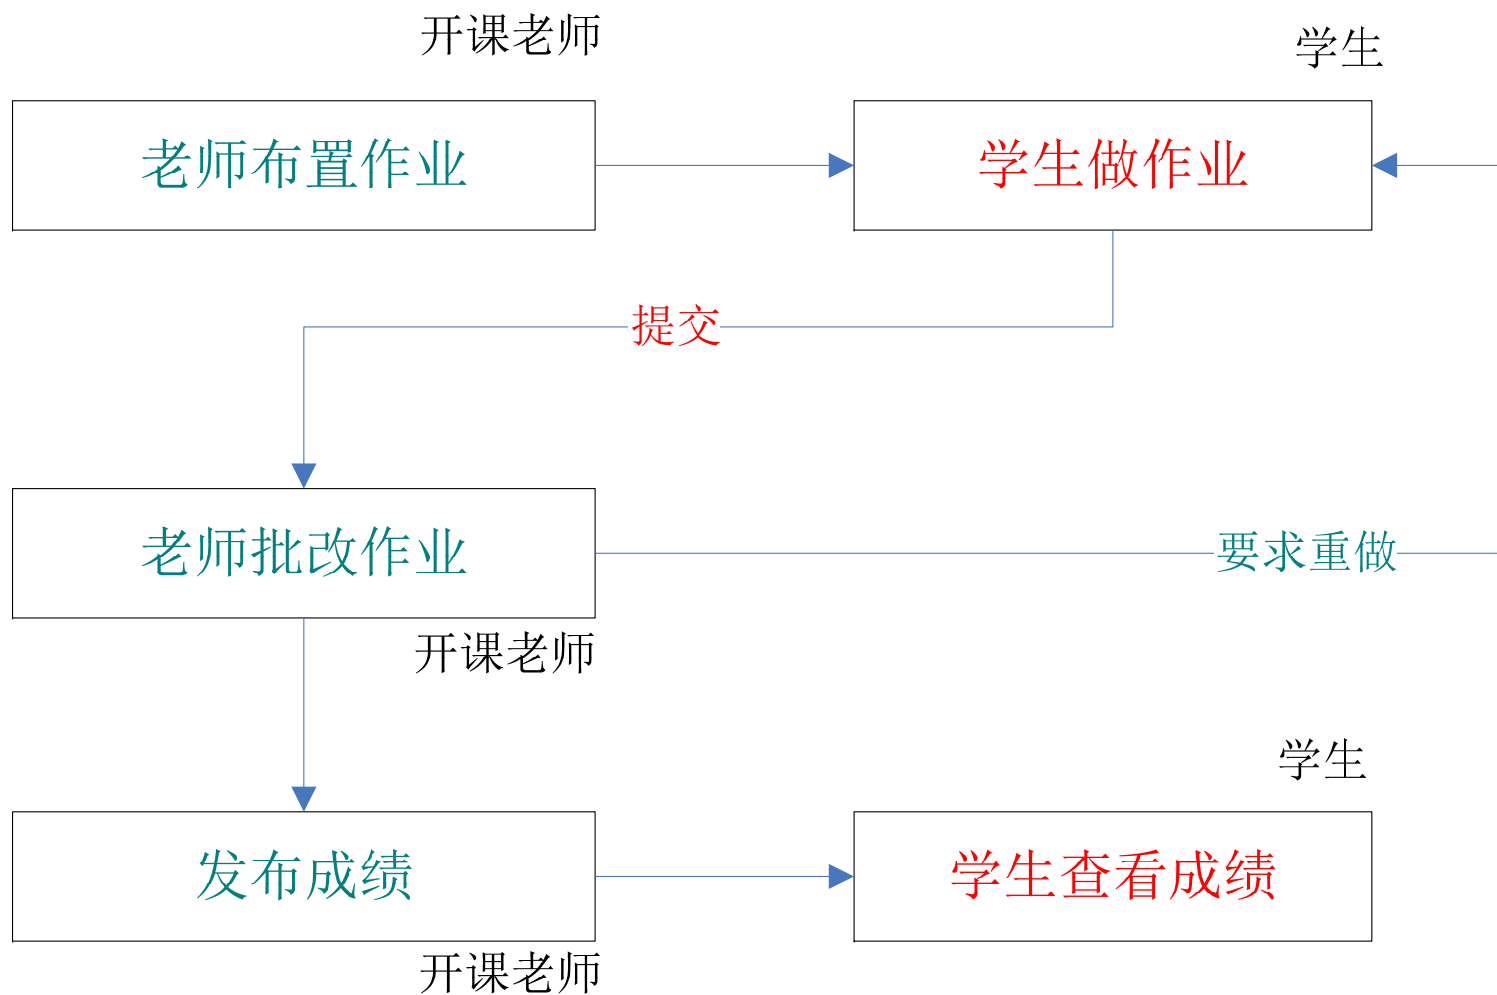 开课老师
学生
老师布置作业
学生做作业
提交
老师批改作业
要求重做
开课老师
学生
发布成绩
学生查看成绩
开课老师